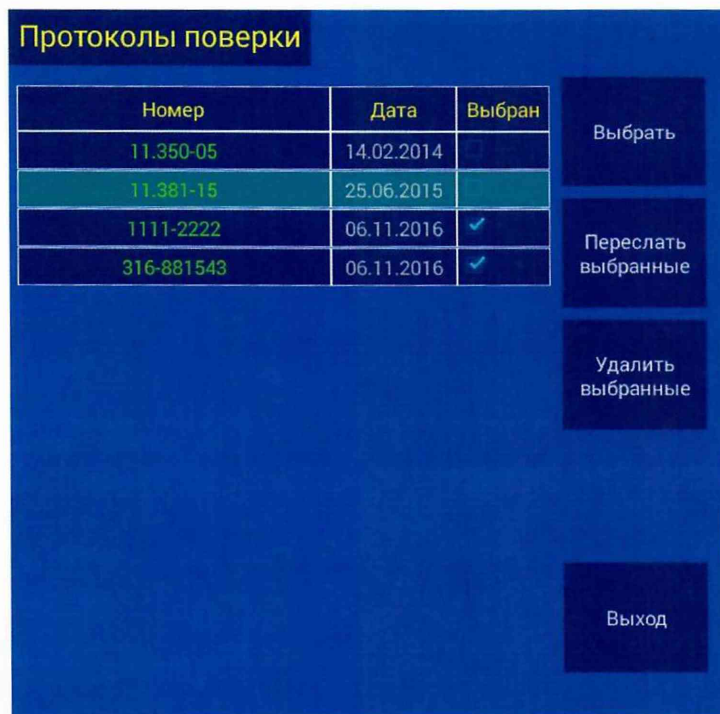 Протоколы поверки
Номер Дата Выбран
11.350-05 14.02.2014
11.381-15 25.06.2015
1111-2222 06.11.2016
316-881543 06.11.2016
Выбрать
Переслать
выбранные
Удалить
выбранные
Выход